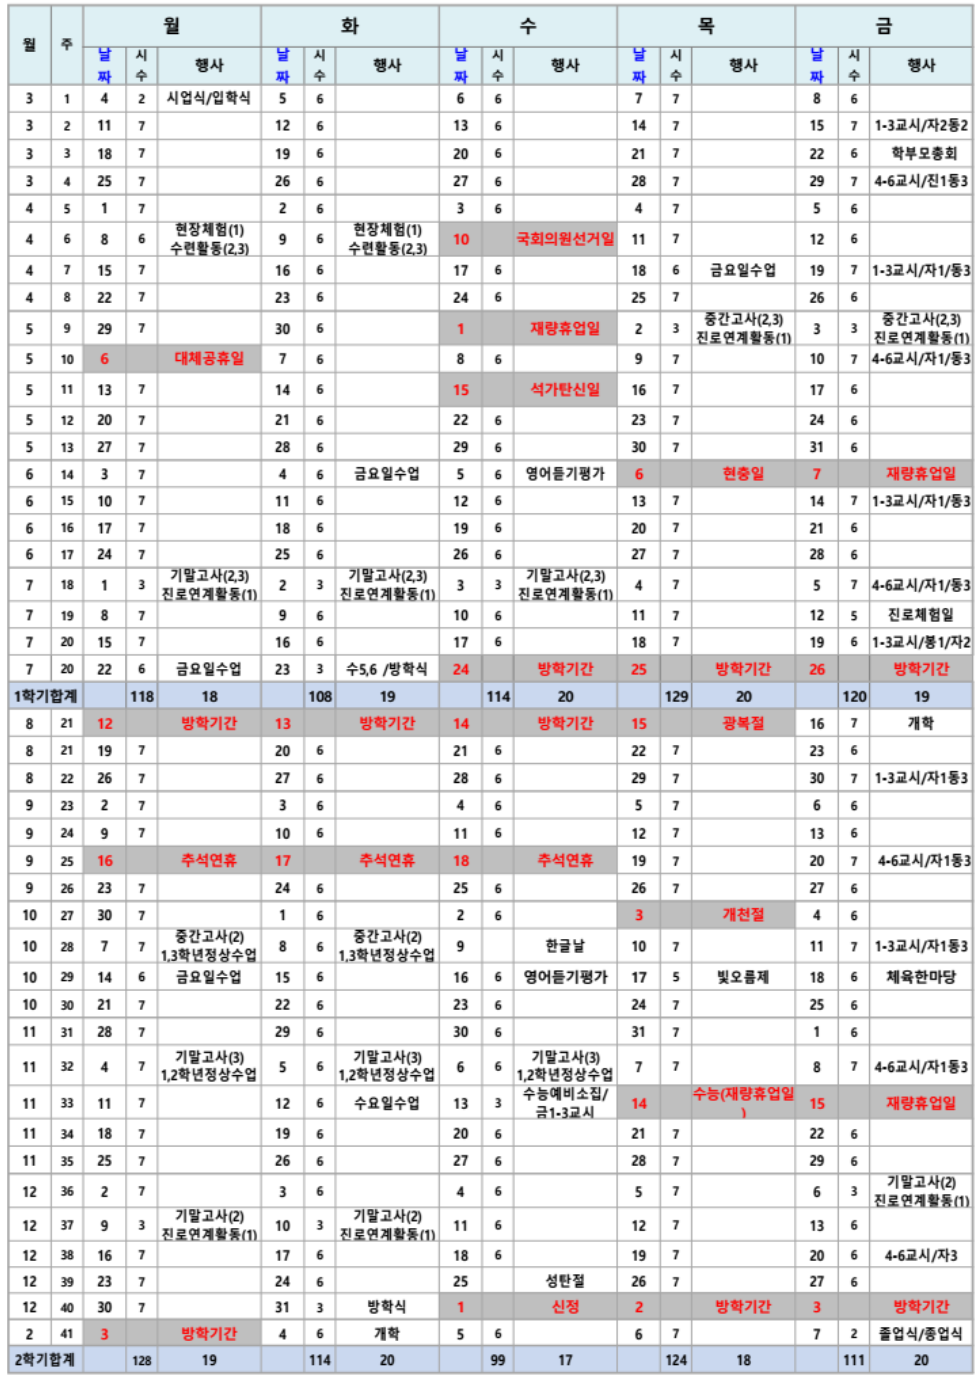 월 주 월 화 수 목 금
날짜 시수 행사 날짜 시수 행사 날짜 시수 행사 날짜 시수 행사 날짜 시수 행사
3 1 4 2 시업식/입학식 5 6 6 6 7 7 8 6
3 2 11 7 12 6 13 6 14 7 15 7 1-3교시/자2동2
3 3 18 7 19 6 20 6 21 7 22 6 학부모총회
3 4 25 7 26 6 27 6 28 7 29 7 4-6교시/진1동3
4 5 1 7 2 6 3 6 4 7 5 6
4 6 8 6 현장체험(1) 수련활동(2,3) 9 6 현장체험(1) 수련활동(2,3) 10 국회의원선거일 11 7 12 6
4 7 15 7 16 6 17 6 18 6 금요일수업 19 7 1-3교시/자1/동3
4 8 22 7 23 6 24 6 25 7 26 6
5 9 29 7 30 6 1 재량휴업일 2 3 중간고사(2,3) 진로연계활동(1) 3 3 중간고사(2,3) 진로연계활동(1)
5 10 6 대체공휴일 7 6 8 6 9 7 10 7 4-6교시/자1/동3
5 11 13 7 14 6 15 석가탄신일 16 7 17 6
5 12 20 7 21 6 22 6 23 7 24 6
5 13 27 7 28 6 29 6 30 7 31 6
6 14 3 7 4 6 금요일수업 5 6 영어듣기평가 6 현충일 7 재량휴업일
6 15 10 7 11 6 12 6 13 7 14 7 1-3교시/자1/동3
6 16 17 7 18 6 19 6 20 7 21 6
6 17 24 7 25 6 26 6 27 7 28 6
7 18 1 3 기말고사(2,3) 진로연계활동(1) 2 3 기말고사(2,3) 진로연계활동(1) 3 3 기말고사(2,3) 진로연계활동(1) 4 7 5 7 4-6교시/자1/동3
7 19 8 7 9 6 10 6 11 7 12 5 진로체험일
7 20 15 7 16 6 17 6 18 7 19 6 1-3교시/봉1/자2
7 20 22 6 금요일수업 23 3 수5,6 /방학식 24 방학기간 25 방학기간 26 방학기간
1학기합계 118 18 108 19 114 20 129 20 120 19
8 21 12 방학기간 13 방학기간 14 방학기간 15 광복절 16 7 개학
8 21 19 7 20 6 21 6 22 7 23 6
8 22 26 7 27 6 28 6 29 7 30 7 1-3교시/자1동3
9 23 2 7 3 6 4 6 5 7 6 6
9 24 9 7 10 6 11 6 12 7 13 6
9 25 16 추석연휴 17 추석연휴 18 추석연휴 19 7 20 7 4-6교시/자1동3
9 26 23 7 24 6 25 6 26 7 27 6
10 27 30 7 1 6 2 6 3 개천절 4 6
10 28 7 7 중간고사(2) 1,3학년정상수업 8 6 중간고사(2) 1,3학년정상수업 9 한글날 10 7 11 7 1-3교시/자1동3
10 29 14 6 금요일수업 15 6 16 6 영어듣기평가 17 5 빛오름제 18 6 체육한마당
10 30 21 7 22 6 23 6 24 7 25 6
11 31 28 7 29 6 30 6 31 7 1 6
11 32 4 7 기말고사(3) 1,2학년정상수업 5 6 기말고사(3) 1,2학년정상수업 6 6 기말고사(3) 1,2학년정상수업 7 7 8 7 4-6교시/자1동3
11 33 11 7 12 6 수요일수업 13 3 수능예비소집/ 금1-3교시 14 수능(재량휴업일) 15 재량휴업일
11 34 18 7 19 6 20 6 21 7 22 6
11 35 25 7 26 6 27 6 28 7 29 6
12 36 2 7 3 6 4 6 5 7 6 3 기말고사(2) 진로연계활동(1)
12 37 9 3 기말고사(2) 진로연계활동(1) 10 3 기말고사(2) 진로연계활동(1) 11 6 12 7 13 6
12 38 16 7 17 6 18 6 19 7 20 6 4-6교시/자3
12 39 23 7 24 6 25 성탄절 26 7 27 6
12 40 30 7 31 3 방학식 1 신정 2 방학기간 3 방학기간
2 41 3 방학기간 4 6 개학 5 6 6 7 7 2 졸업식/종업식
2학기합계 128 19 114 20 99 17 124 18 111 20